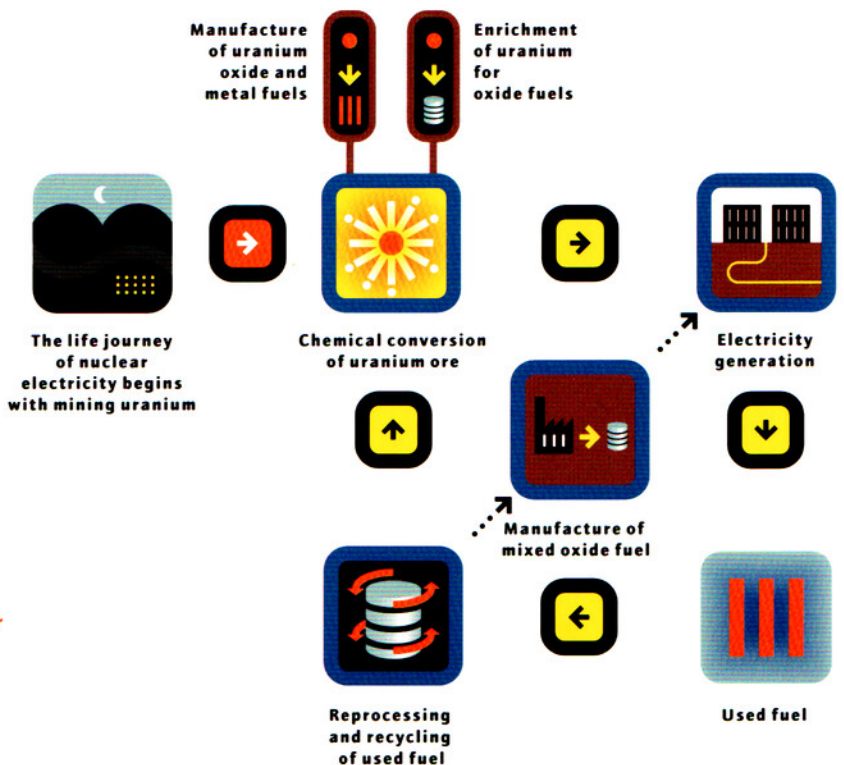 Manufacture
of uranium
oxide and
metal fuels
Enrichment
of uranium
for
oxide fuels
The life journey
of nuclear
electricity begins
with mining uranium
Chemical conversion
of uranium ore
Electricity
generation
Manufacture of
mixed oxide fuel
Reprocessing
and recycling
of used fuel
Used fuel